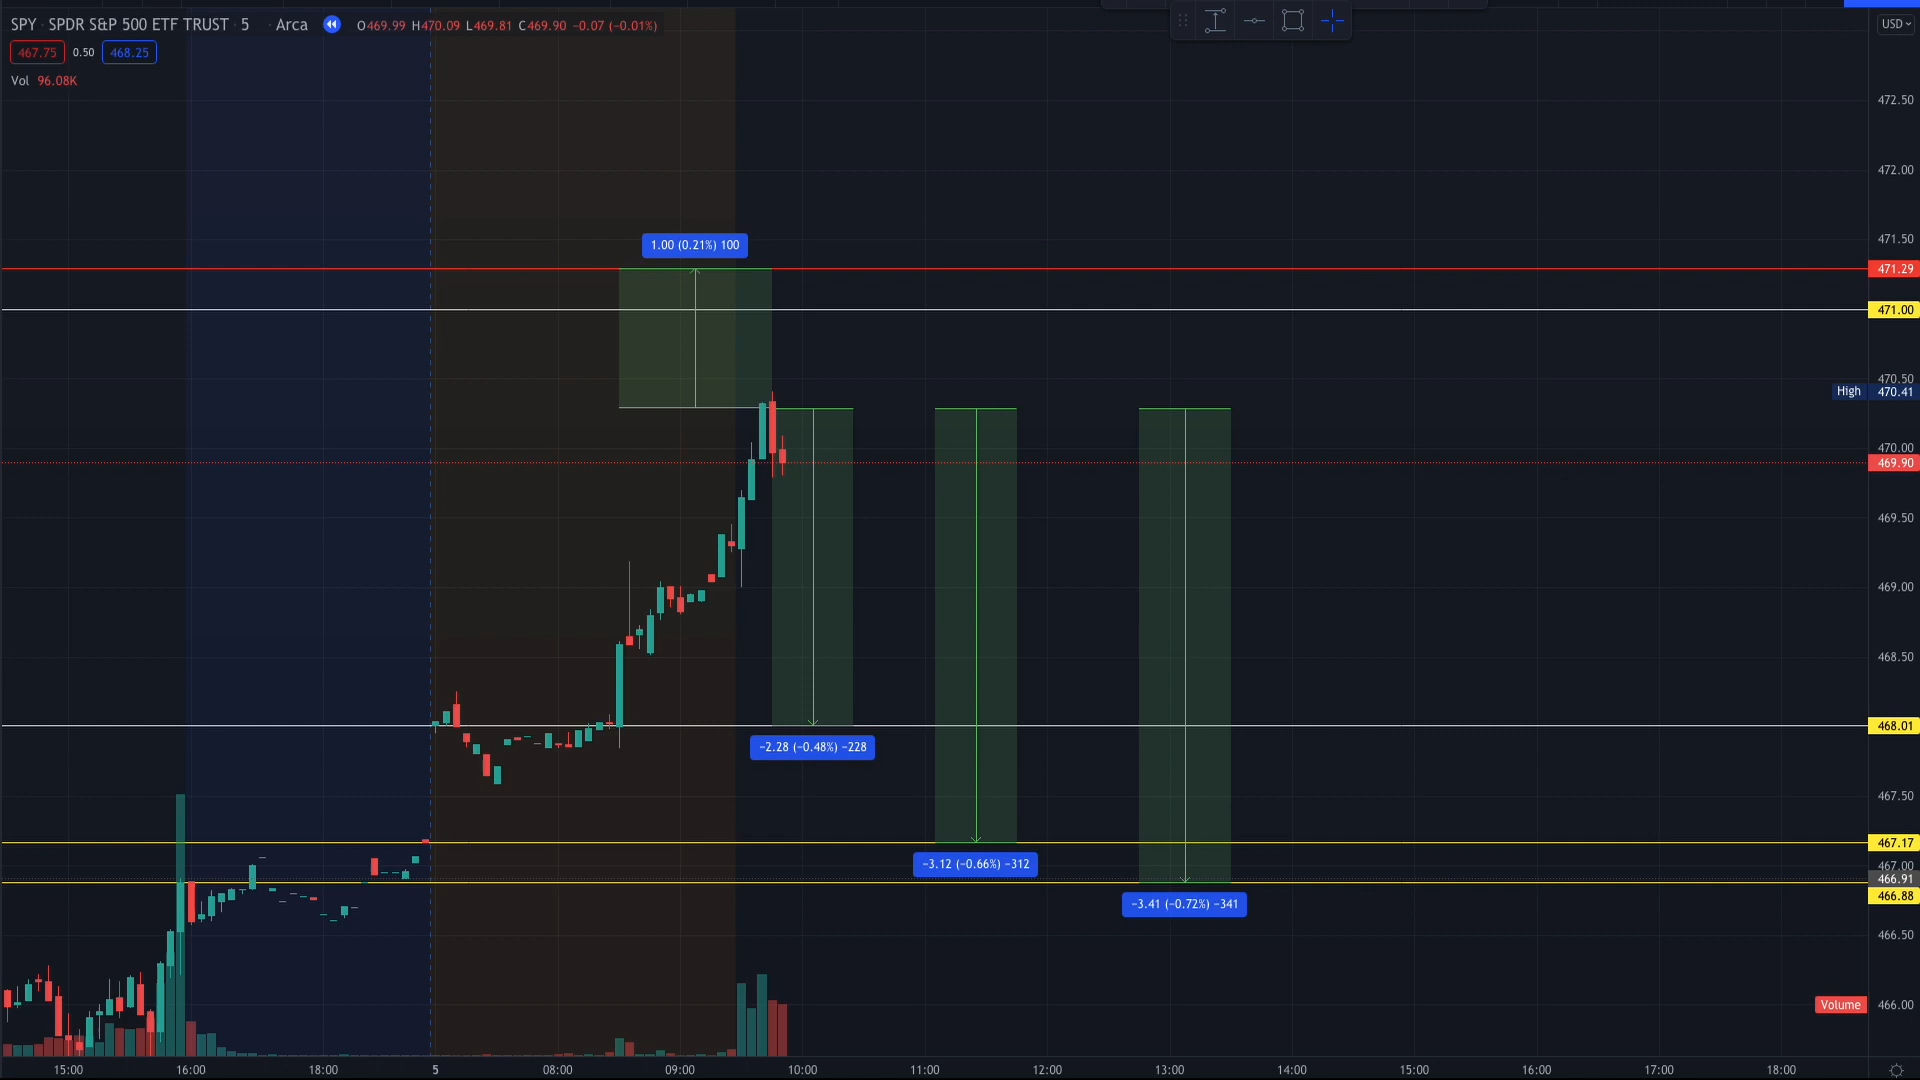 SPY · SPDR S&P 500 ETF TRUST · 5 · Arca O469.99 H470.09 L469.81 C469.90 −0.07 (−0.01%)
USD
467.75 0.50 468.25
Vol 96.08K
472.50
472.00
471.50
1.00 (0.21%) 100
471.29
471.00
470.50
High 470.41
470.00
469.90
469.50
469.00
468.50
468.01
−2.28 (−0.48%) −228
467.50
467.17
−3.12 (−0.66%) −312
467.00
466.91
466.88
−3.41 (−0.72%) −341
466.50
Volume 466.00
15:00 16:00 18:00 5 08:00 09:00 10:00 11:00 12:00 13:00 14:00 15:00 16:00 17:00 18:00